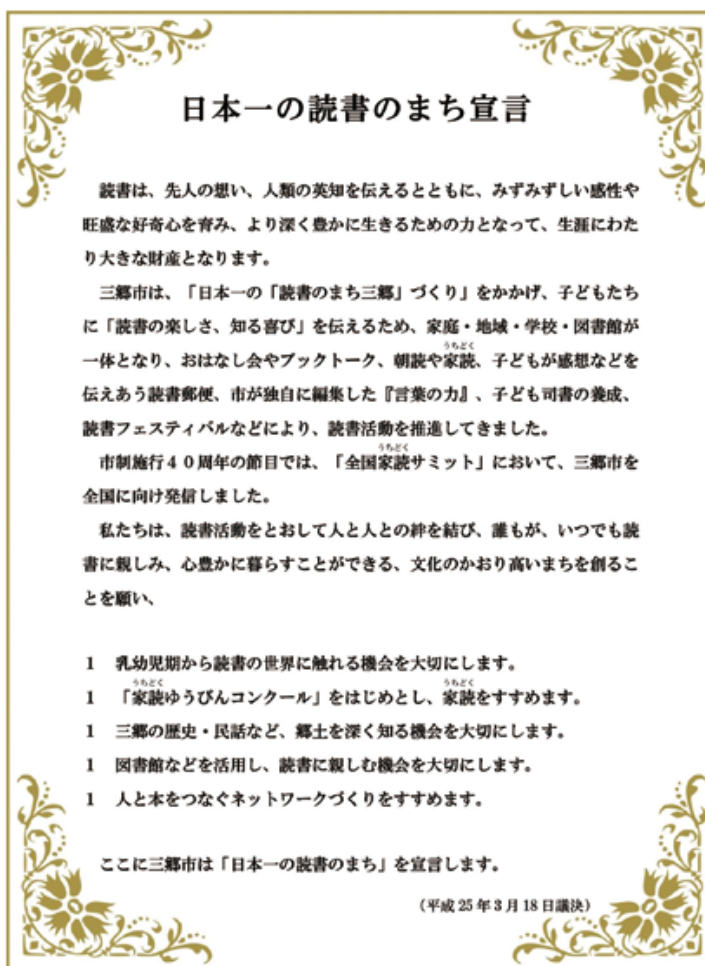 日本一の読書のまち宣言
読書は、先人の想い、人類の英知を伝えるとともに、みずみずしい感性や
旺盛な好奇心を育み、より深く豊かに生きるための力となって、生涯にわた
り大きな財産となります。
三郷市は、「日本一の「読書のまち三郷」づくり」をかかげ、子どもたち
に「読書の楽しさ、知る喜び」を伝えるため、家庭・地域・学校・図書館が
うちどく
一体となり、おはなし会やブックトーク、朝読や家読、子どもが感想などを
伝えあう読書郵便、市が独自に編集した『言葉の力』、子ども司書の養成、
読書フェスティバルなどにより、読書活動を推進してきました。
うちどく
市制施行40周年の節目では、「全国家読サミット」において、三郷市を
全国に向け発信しました。
私たちは、読書活動をとおして人と人との絆を結び、誰もが、いつでも読
書に親しみ、心豊かに暮らすことができる、文化のかおり高いまちを創るこ
とを願い、
1 乳幼児期から読書の世界に触れる機会を大切にします。
うちどく うちどく
1 「家読ゆうびんコンクール」をはじめとし、家読をすすめます。
1 三郷の歴史・民話など、郷土を深く知る機会を大切にします。
1 図書館などを活用し、読書に親しむ機会を大切にします。
1 人と本をつなぐネットワークづくりをすすめます。
ここに三郷市は「日本一の読書のまち」を宣言します。
（平成25年3月18日議決）